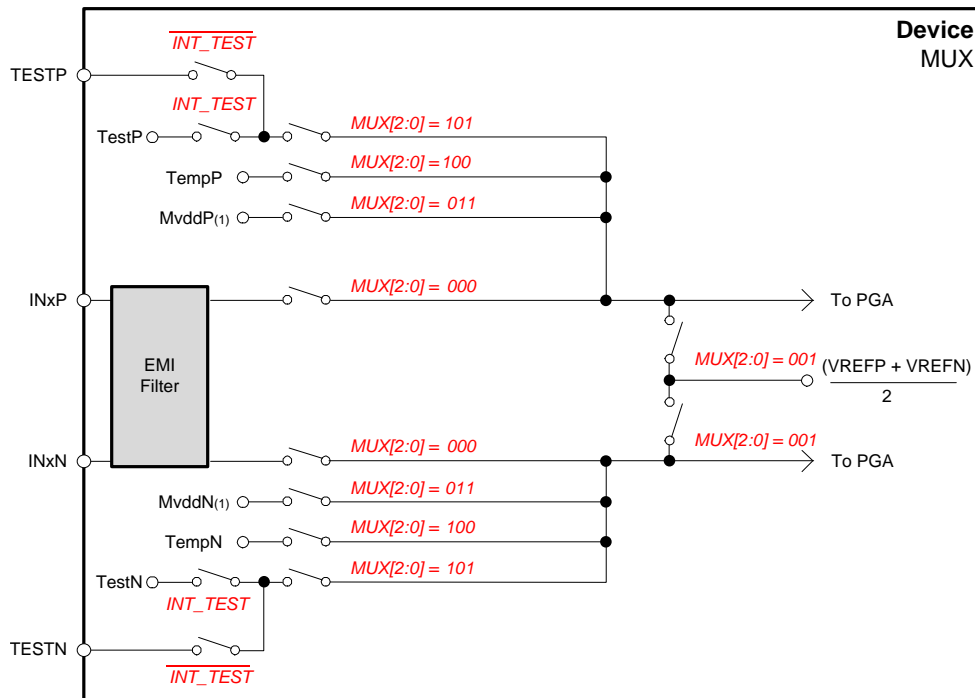 Device
MUX
INT_TEST
TESTP
INT_TEST
TestP
MUX[2:0] = 101
TempP
MUX[2:0] = 100
MvddP(1)
MUX[2:0] = 011
INxP
MUX[2:0] = 000
To PGA
EMI
Filter
MUX[2:0] = 001
(VREFP + VREFN)
2
MUX[2:0] = 001
INxN
MUX[2:0] = 000
To PGA
MvddN(1)
MUX[2:0] = 011
TempN
MUX[2:0] = 100
TestN
MUX[2:0] = 101
INT_TEST
TESTN
INT_TEST